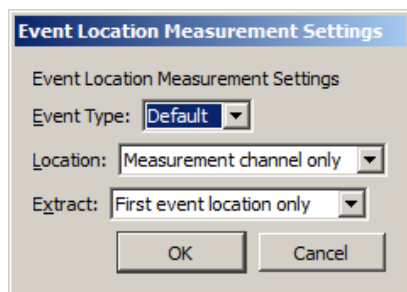 Event Location Measurement Settings
Event Location Measurement Settings
Event Type: Default
Location: Measurement channel only
Extract: First event location only
OK Cancel